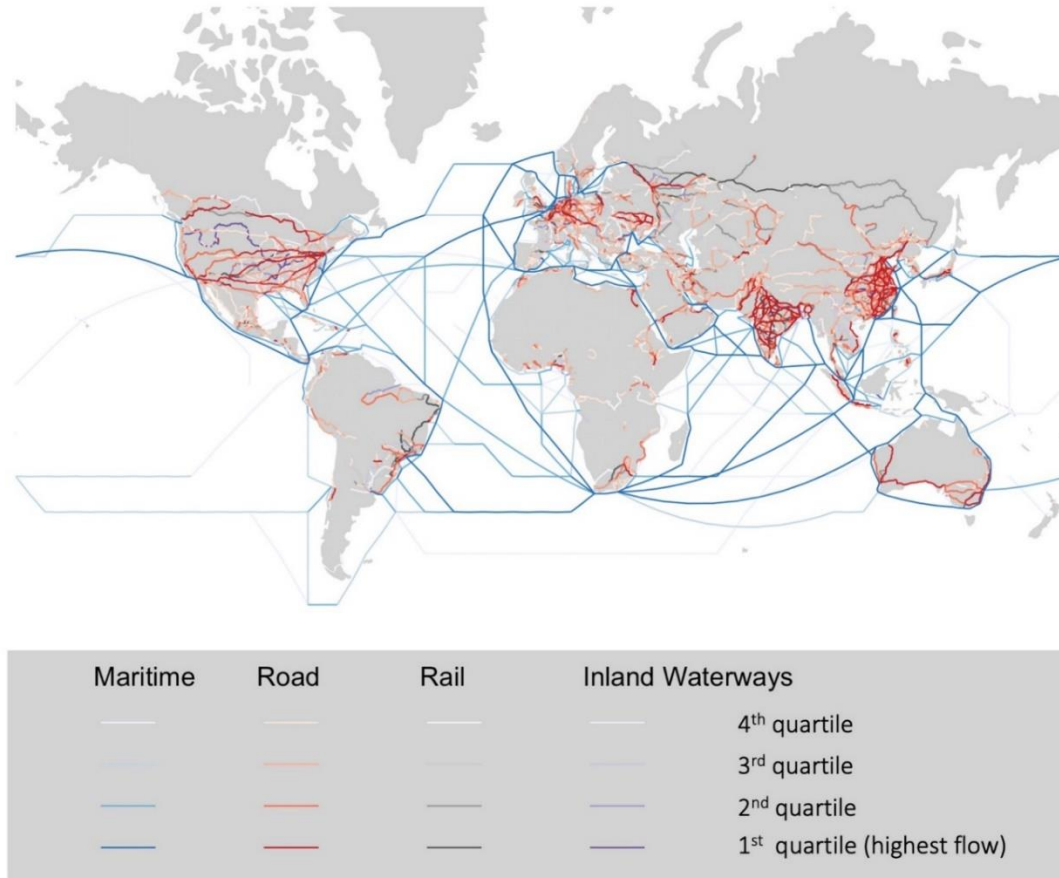 Maritime Road Rail Inland Waterways
4th quartile
3rd quartile
2nd quartile
1st quartile (highest flow)